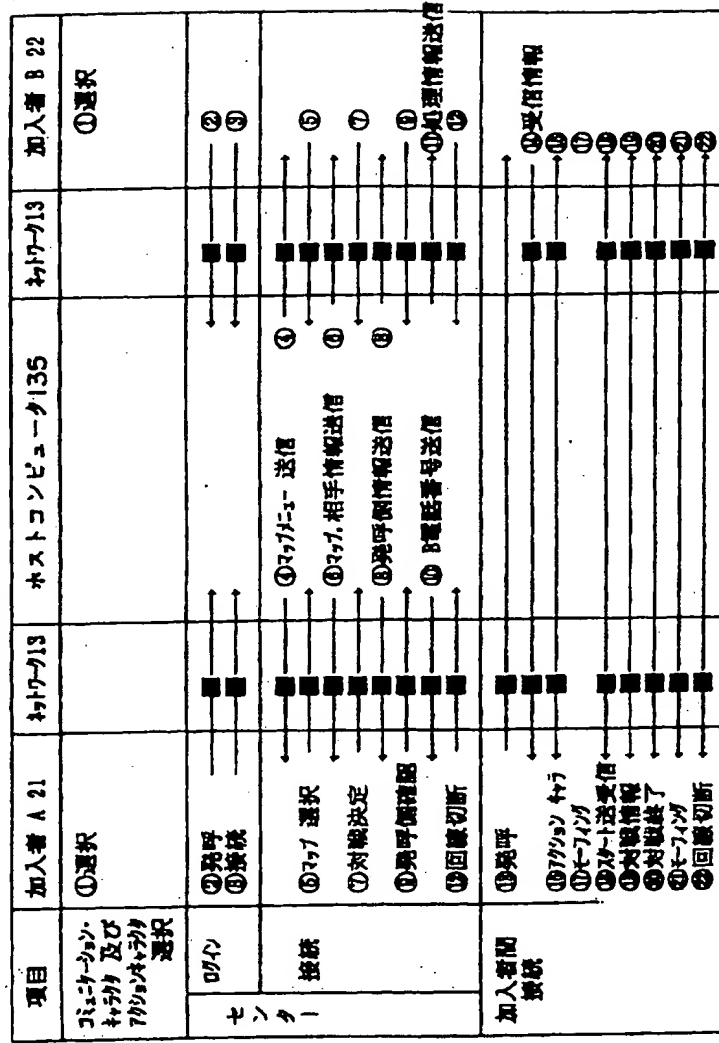 項目
加入者 A 21
ネットワーク13
ホストコンピュータ135
ネットワーク13
加入者 B 22
コミュニケーション・
キャラクタ 及び
アクションキャラクタ
選択
①選択
①選択
センター
ログイン
②発呼
③接続
②
③
接続
④マップメニュー 送信
④
⑤マップ 選択
⑤
⑥マップ,相手情報送信
⑥
⑦対戦決定
⑦
⑧発呼側情報送信
⑧
⑨発呼側確認
⑨
⑩ B電話番号送信
⑪処理情報送信
⑫回線切断
⑫
加入者間
接続
⑬発呼
⑭受信情報
⑯アクション キャラ
⑯
⑰モーフィング
⑰
⑱スタート送受信
⑱
⑲対戦情報
⑲
⑳対戦終了
⑳
㉑モーフィング
㉑
㉒回線切断
㉒